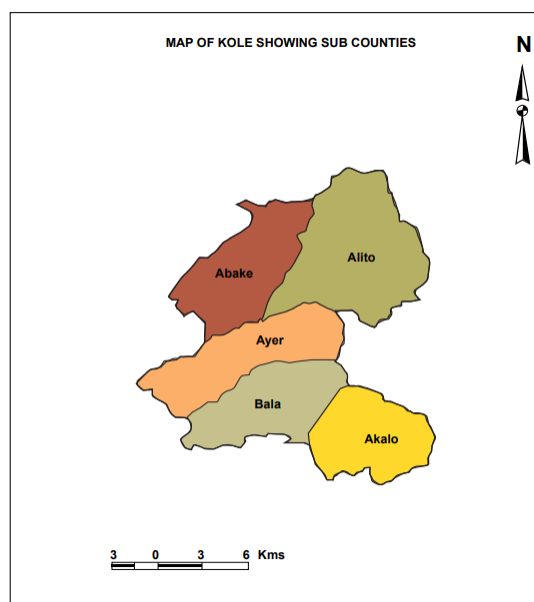 MAP OF KOLE SHOWING SUB COUNTIES
N
Alito
Abake
Ayer
Bala
Akalo
3 0 3 6 Kms